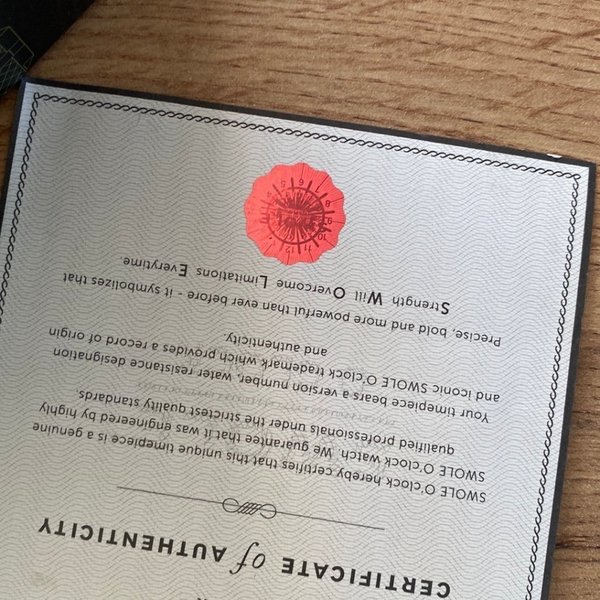 CERTIFICATE of AUTHENTICITY
SWOLE O'clock hereby certifies that this unique timepiece is a genuine
SWOLE O'clock watch. We guarantee that it was engineered by highly
qualified professionals under the strictest quality standards.
Your timepiece bears a version number, water resistance designation
and iconic SWOLE O'clock trademark which provides a record of origin
and authenticity.
Precise, bold and more powerful than ever before - it symbolizes that
Strength Will Overcome Limitations Everytime.